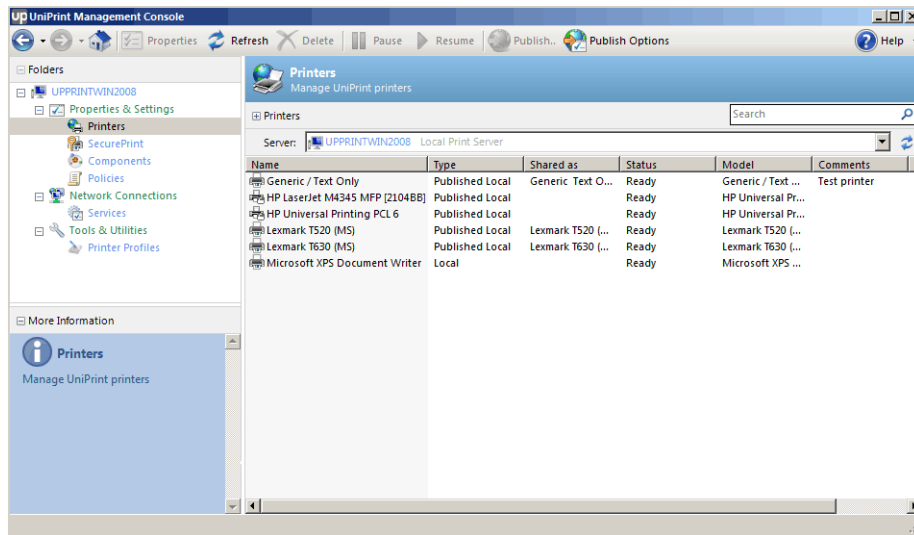 UniPrint Management Console
Properties Refresh Delete Pause Resume Publish.. Publish Options Help
Folders
UPPRINTWIN2008
Properties & Settings
Printers
SecurePrint
Components
Policies
Network Connections
Services
Tools & Utilities
Printer Profiles
More Information
Printers
Manage UniPrint printers
Printers
Manage UniPrint printers
Printers Search
Server: UPPRINTWIN2008 Local Print Server
Name Type Shared as Status Model Comments
Generic / Text Only Published Local Generic Text O... Ready Generic / Text ... Test printer
HP LaserJet M4345 MFP [2104BB] Published Local Ready HP Universal Pr...
HP Universal Printing PCL 6 Published Local Ready HP Universal Pr...
Lexmark T520 (MS) Published Local Lexmark T520 (... Ready Lexmark T520 (...
Lexmark T630 (MS) Published Local Lexmark T630 (... Ready Lexmark T630 (...
Microsoft XPS Document Writer Local Ready Microsoft XPS ...